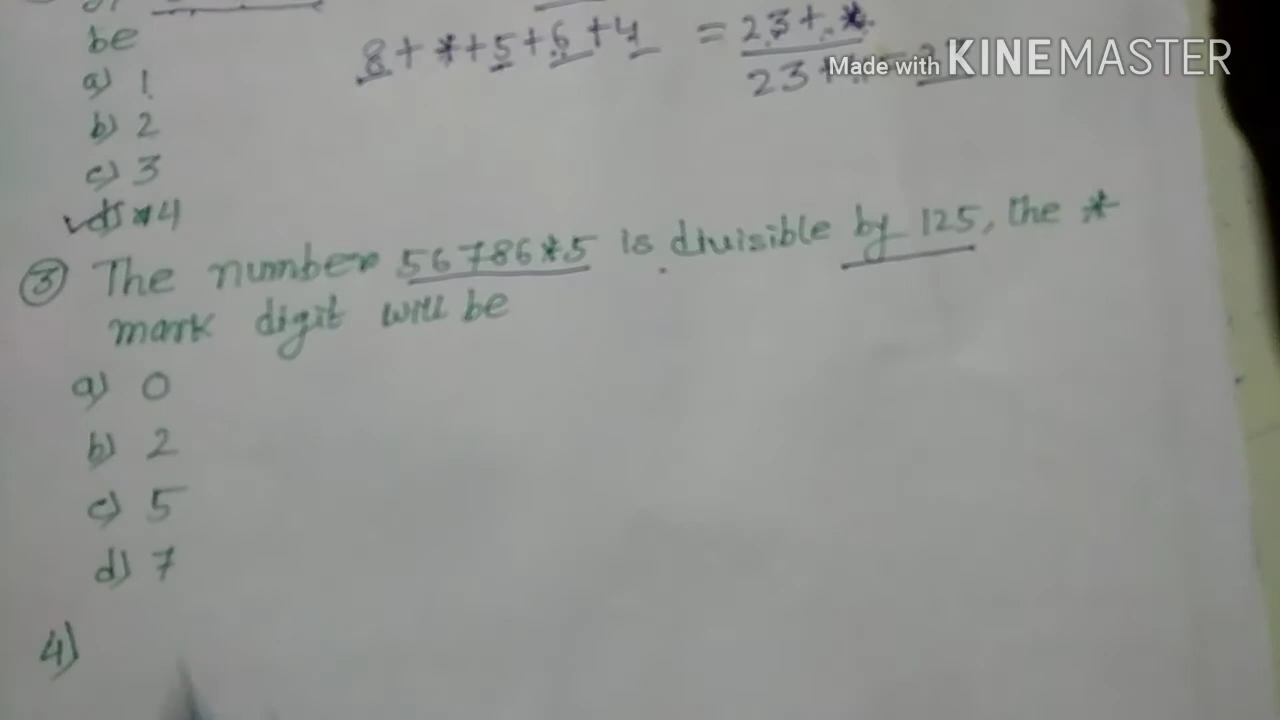 be
8+*+5+6+4 = 23+*
23+
Made with KINEMASTER
a) 1
b) 2
c) 3
d) 4
③ The number 56786*5 is divisible by 125, the *
mark digit will be
a) 0
b) 2
c) 5
d) 7
4)